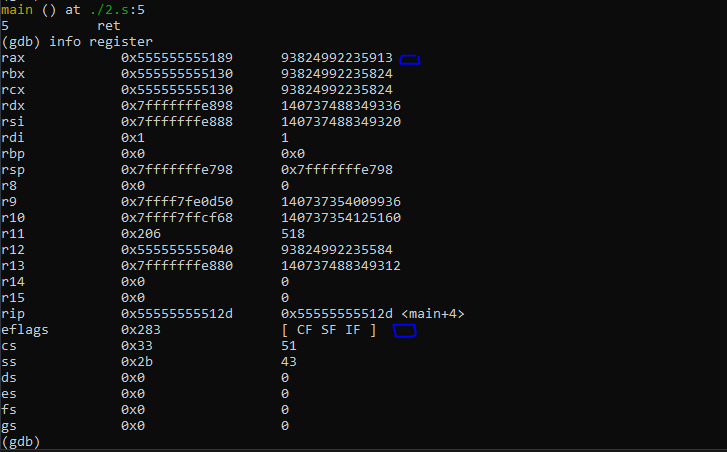 main () at ./2.s:5
5 ret
(gdb) info register
rax 0x555555555189 93824992235913
rbx 0x555555555130 93824992235824
rcx 0x555555555130 93824992235824
rdx 0x7fffffffe898 140737488349336
rsi 0x7fffffffe888 140737488349320
rdi 0x1 1
rbp 0x0 0x0
rsp 0x7fffffffe798 0x7fffffffe798
r8 0x0 0
r9 0x7ffff7fe0d50 140737354009936
r10 0x7ffff7ffcf68 140737354125160
r11 0x206 518
r12 0x555555555040 93824992235584
r13 0x7fffffffe880 140737488349312
r14 0x0 0
r15 0x0 0
rip 0x55555555512d 0x55555555512d <main+4>
eflags 0x283 [ CF SF IF ]
cs 0x33 51
ss 0x2b 43
ds 0x0 0
es 0x0 0
fs 0x0 0
gs 0x0 0
(gdb)